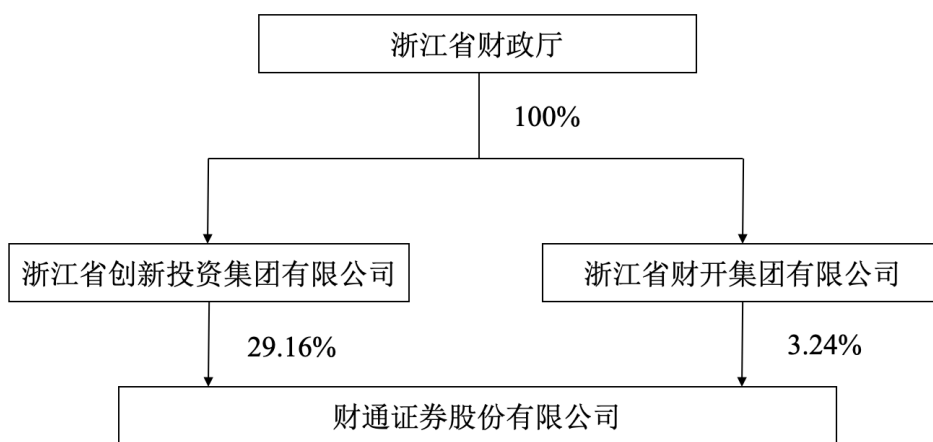 浙江省财政厅
100%
浙江省创新投资集团有限公司
浙江省财开集团有限公司
29.16%
3.24%
财通证券股份有限公司